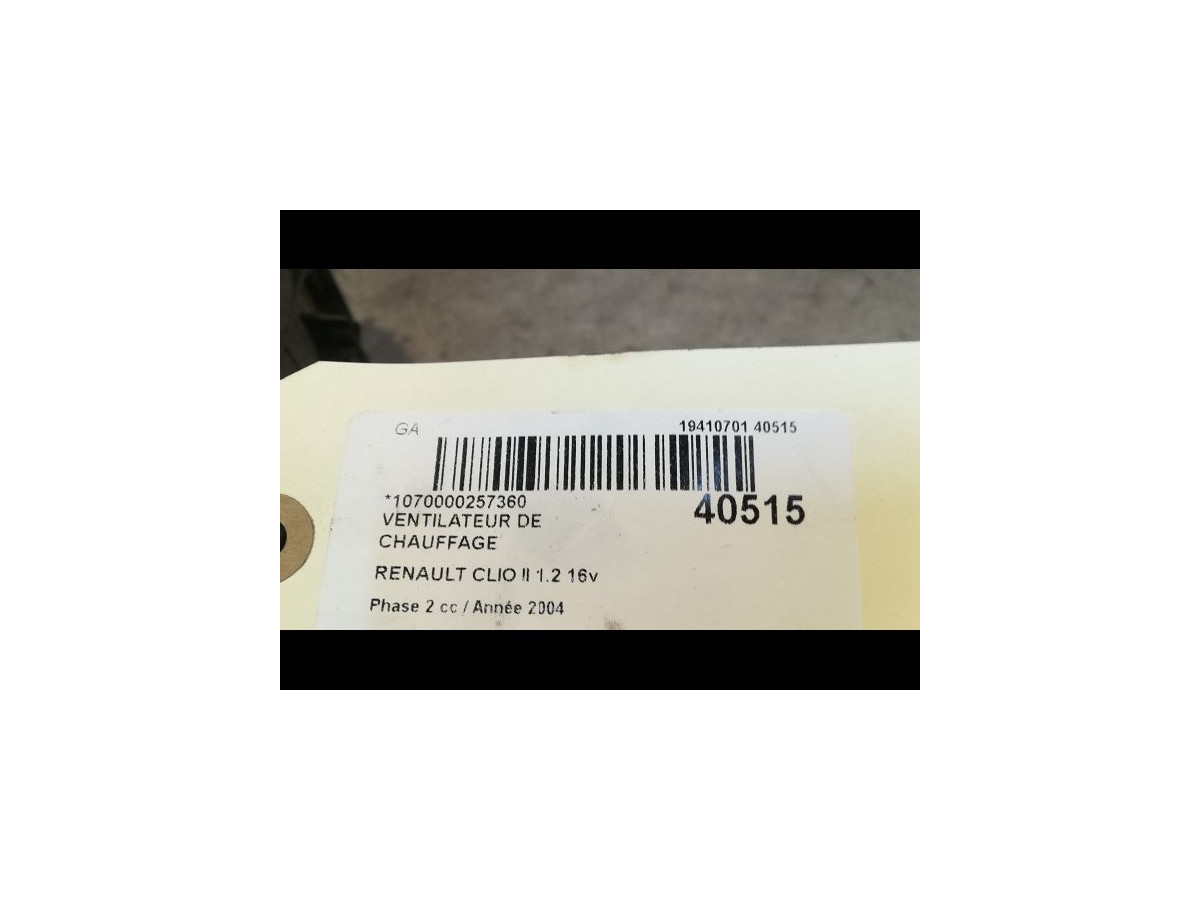 GA
19410701 40515
*1070000257360
40515
VENTILATEUR DE
CHAUFFAGE
RENAULT CLIO II 1.2 16v
Phase 2 cc / Année 2004